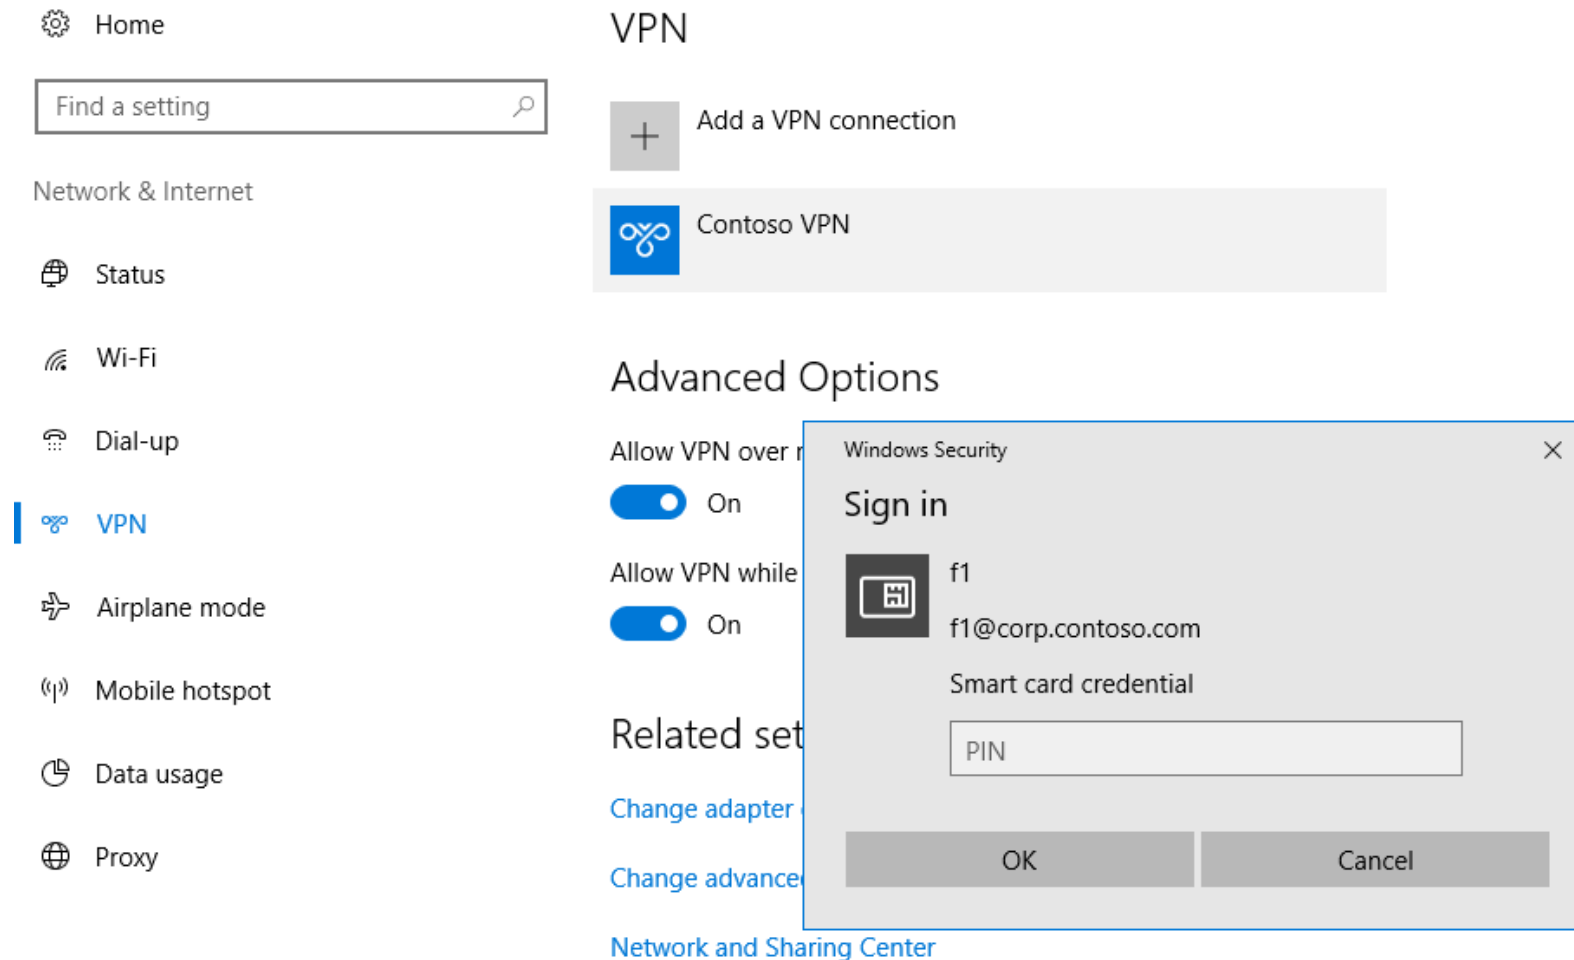 Home
Find a setting
Network & Internet
Status
Wi-Fi
Dial-up
VPN
Airplane mode
Mobile hotspot
Data usage
Proxy
VPN
Add a VPN connection
Contoso VPN
Advanced Options
Allow VPN over
On
Allow VPN while
On
Related
Change adapter
Change
Network and Sharing Center
Windows Security
Sign in
f1
f1@corp.contoso.com
Smart card credential
PIN
OK
Cancel